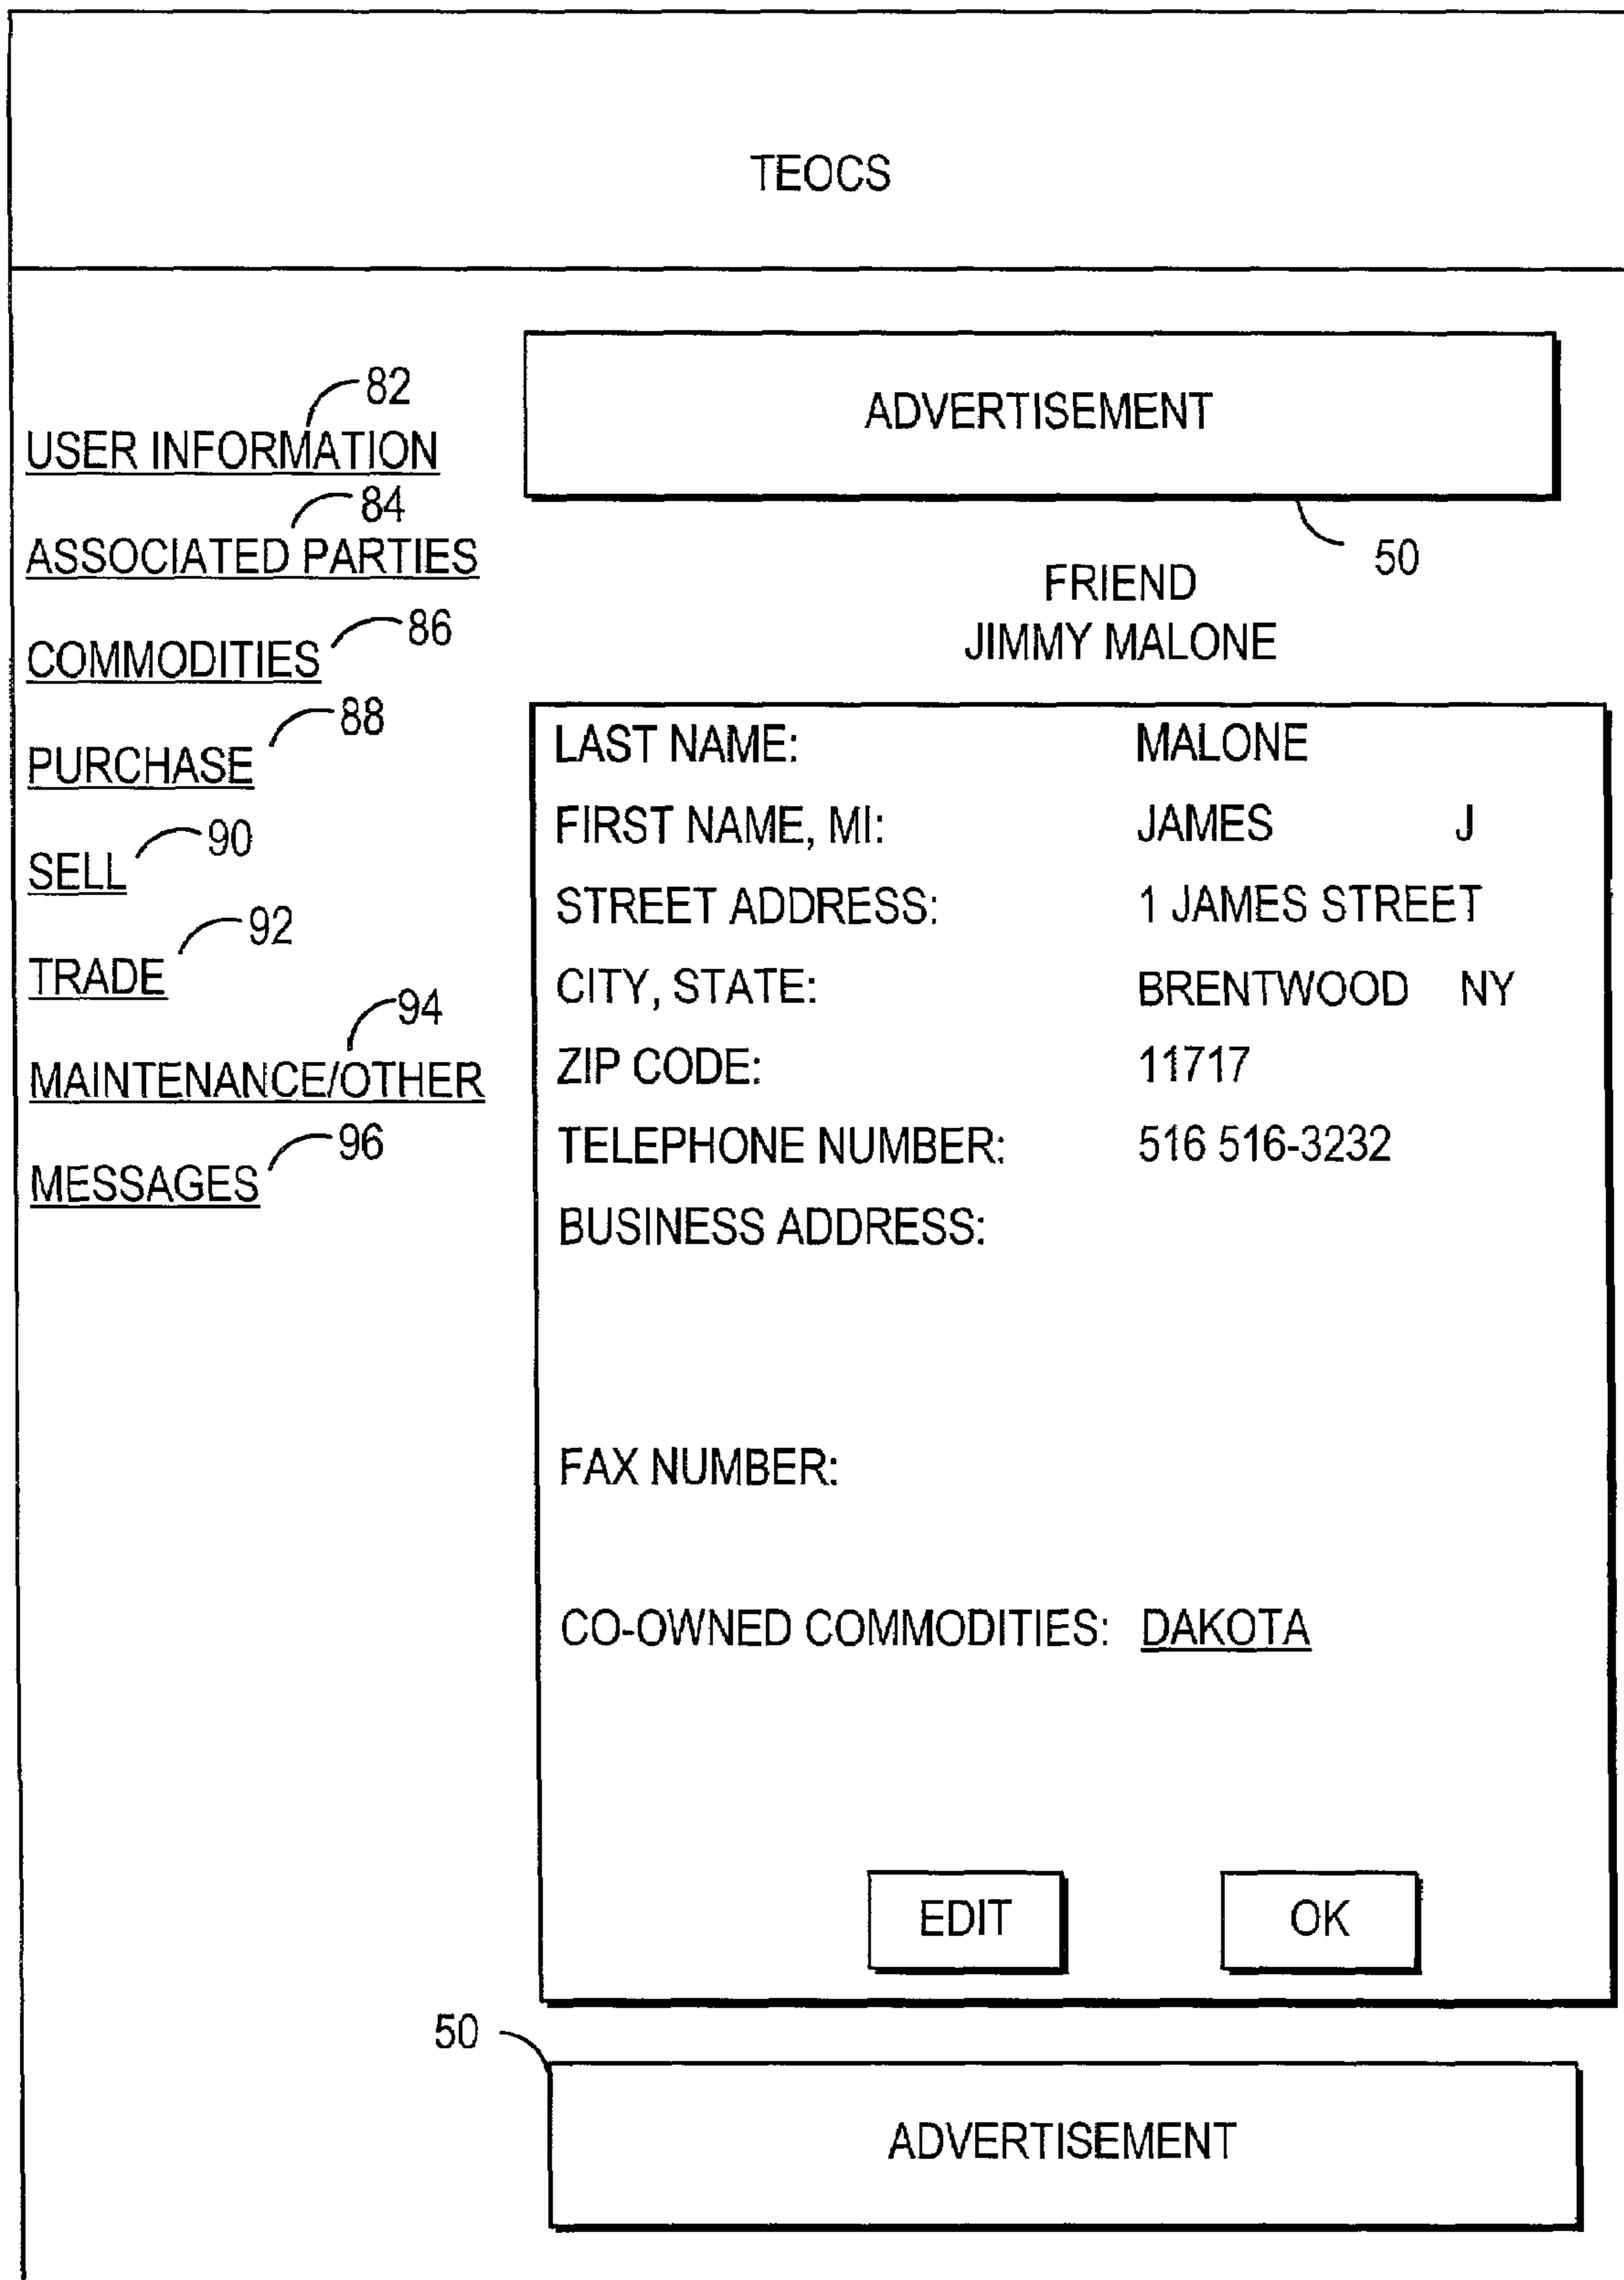 TEOCS
82
USER INFORMATION
84
ASSOCIATED PARTIES
86
COMMODITIES
88
PURCHASE
90
SELL
92
TRADE
94
MAINTENANCE/OTHER
96
MESSAGES
ADVERTISEMENT
50
FRIEND
JIMMY MALONE
LAST NAME: MALONE
FIRST NAME, MI: JAMES J
STREET ADDRESS: 1 JAMES STREET
CITY, STATE: BRENTWOOD NY
ZIP CODE: 11717
TELEPHONE NUMBER: 516 516-3232
BUSINESS ADDRESS:
FAX NUMBER:
CO-OWNED COMMODITIES: DAKOTA
EDIT OK
50
ADVERTISEMENT